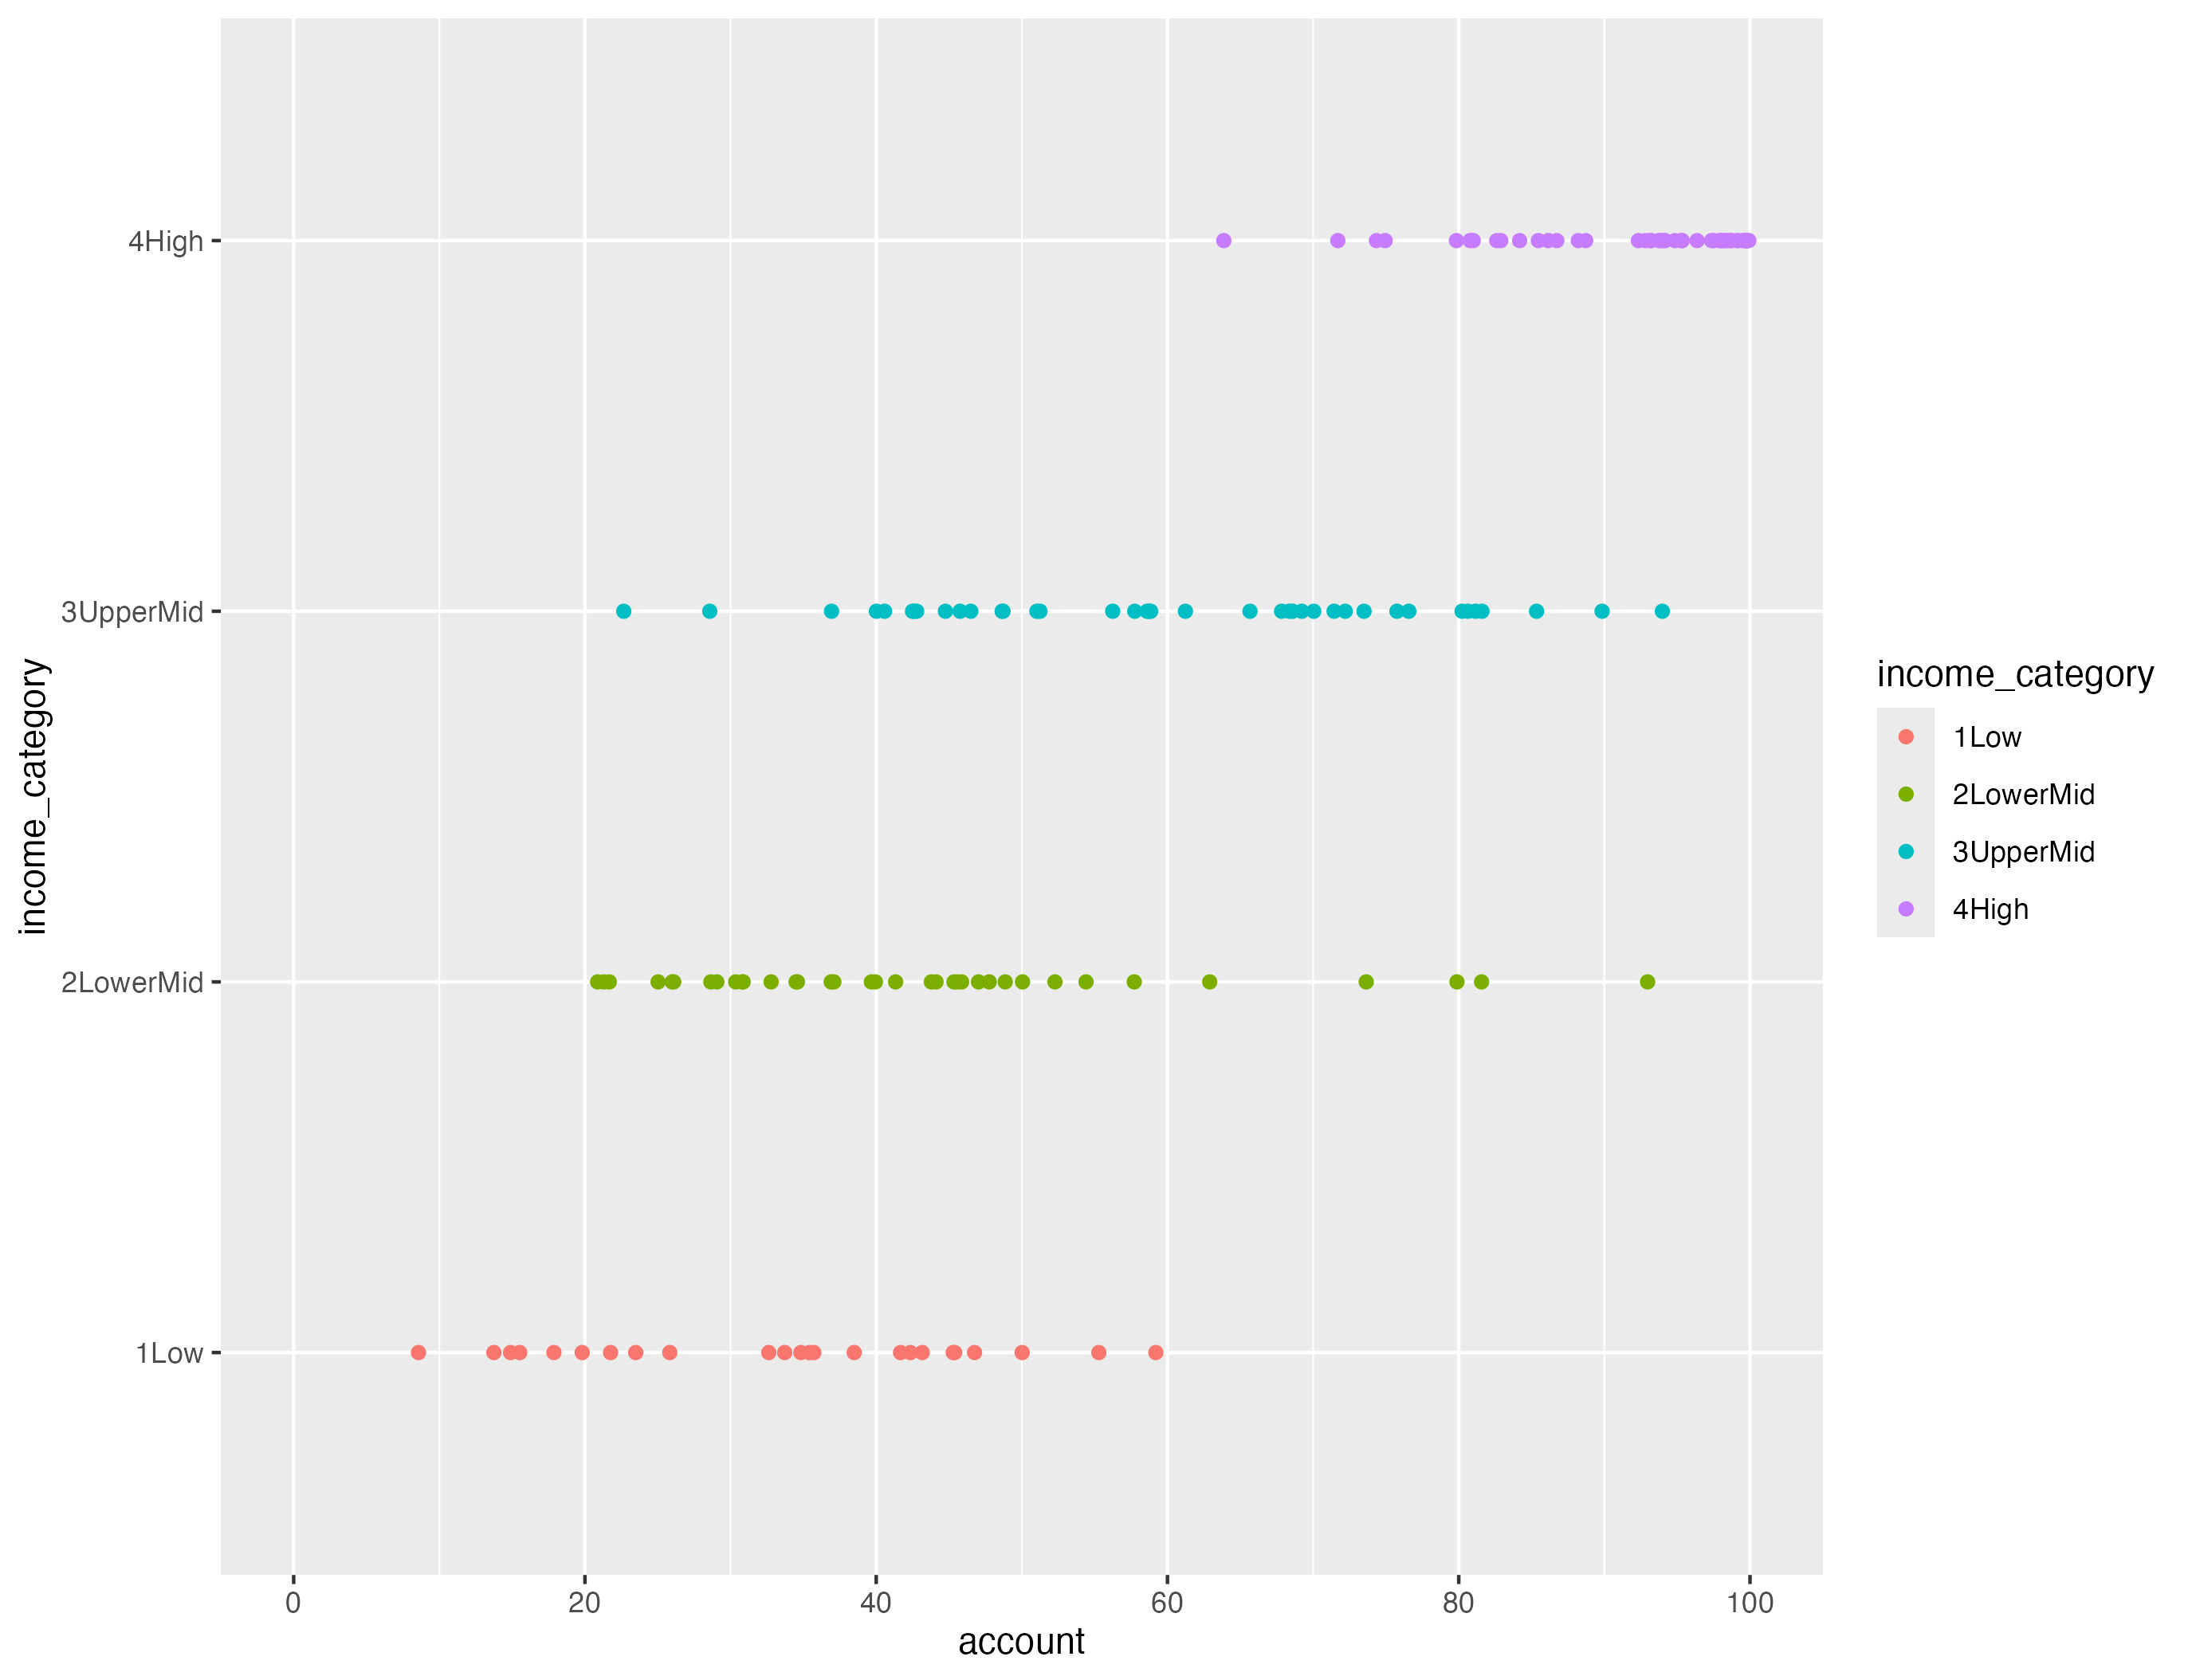 income_category
4High
3UpperMid
2LowerMid
1Low
0 20 40 60 80 100
account
income_category
1Low
2LowerMid
3UpperMid
4High